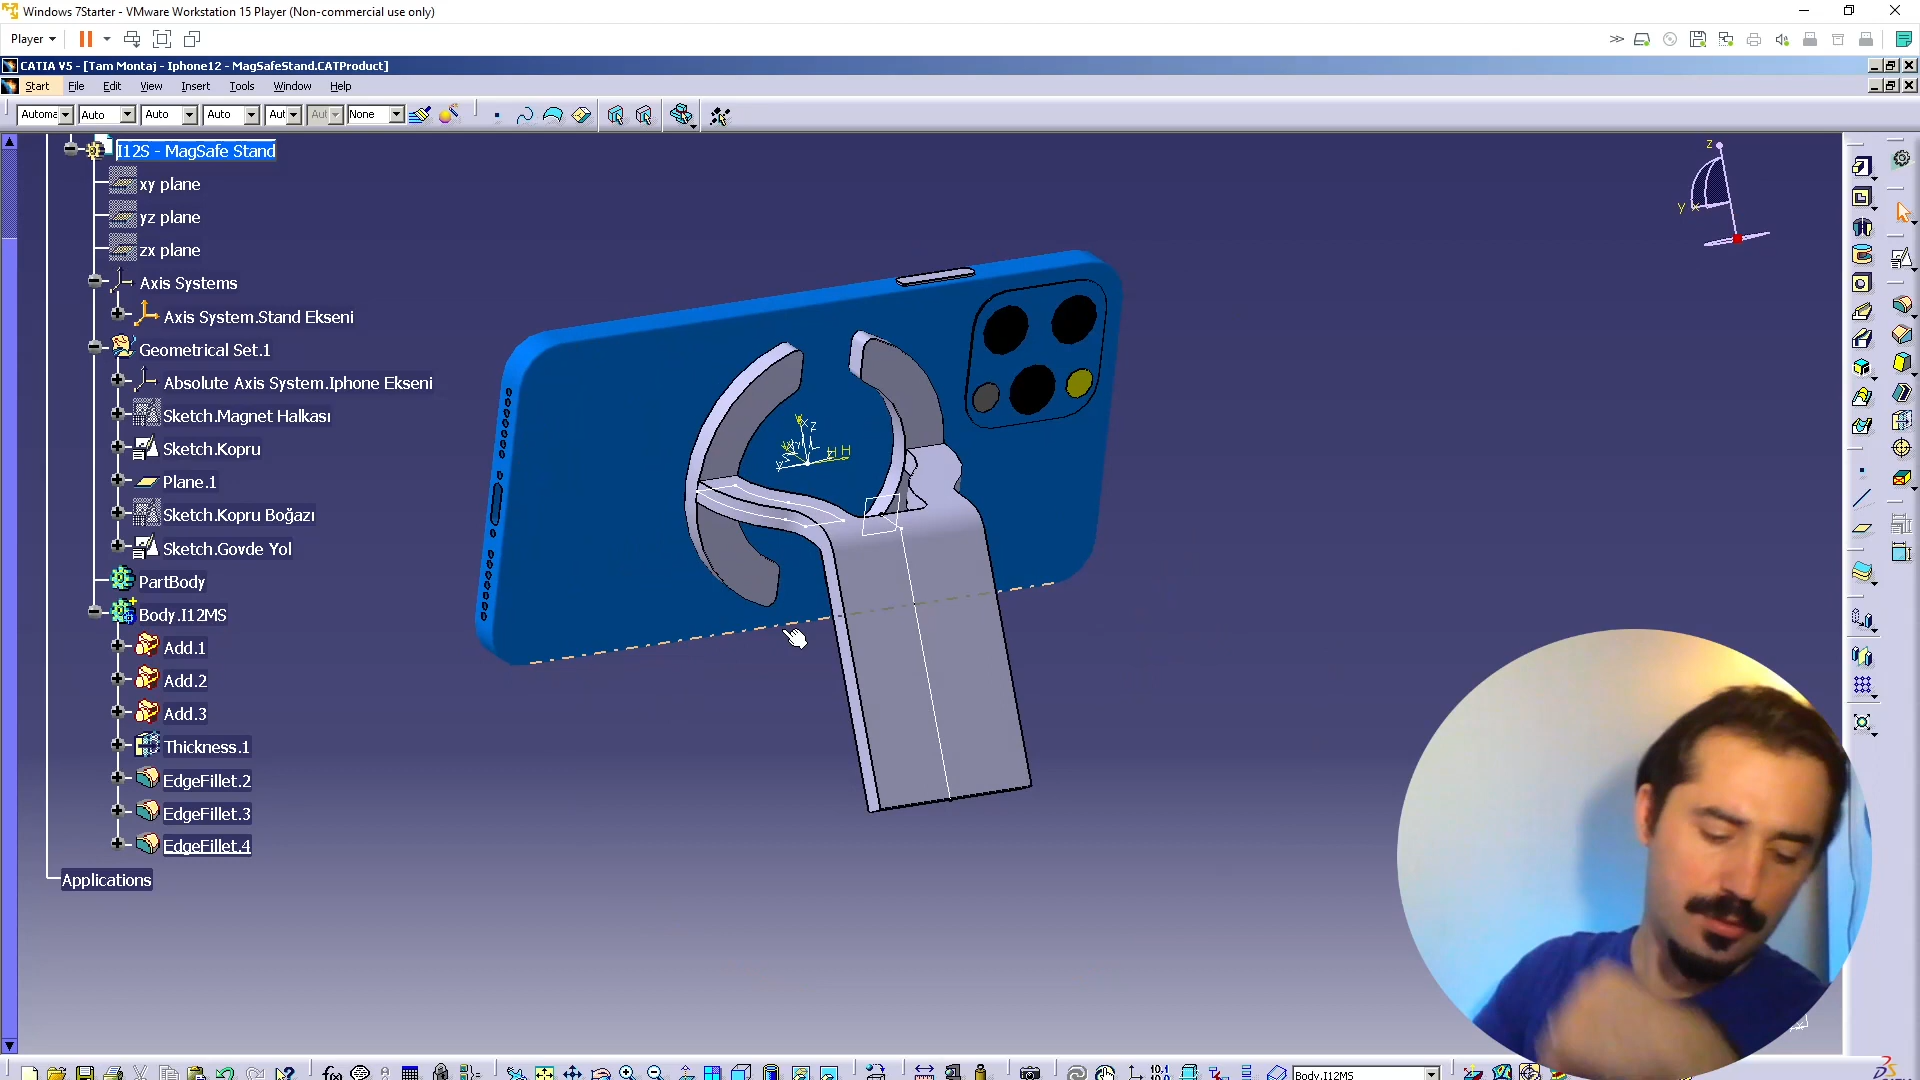 Windows 7Starter - VMware Workstation 15 Player (Non-commercial use only)
Player
CATIA V5 - [Tam Montaj - Iphone12 - MagSafeStand.CATProduct]
Start File Edit View Insert Tools Window Help
Automa Auto Auto Auto Aut Aut None
I12S - MagSafe Stand
xy plane
yz plane
zx plane
Axis Systems
Axis System.Stand Ekseni
Geometrical Set.1
Absolute Axis System.Iphone Ekseni
Sketch.Magnet Halkası
Sketch.Kopru
Plane.1
Sketch.Kopru Boğazı
Sketch.Govde Yol
PartBody
Body.I12MS
Add.1
Add.2
Add.3
Thickness.1
EdgeFillet.2
EdgeFillet.3
EdgeFillet.4
Applications
z
y x
H H
Body.I12MS